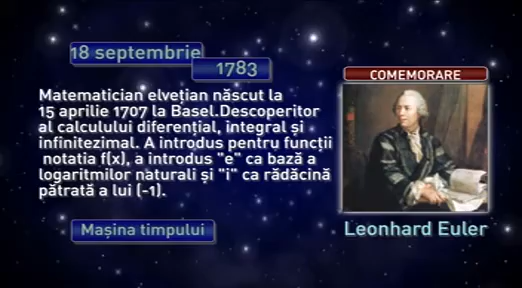 18 septembrie
1783
COMEMORARE
Matematician elvețian născut la
15 aprilie 1707 la Basel.Descoperitor
al calculului diferențial, integral și
infinitezimal. A introdus pentru funcții
notatia f(x), a introdus "e" ca bază a
logaritmilor naturali și "i" ca rădăcină
pătrată a lui (-1).
Mașina timpului
Leonhard Euler